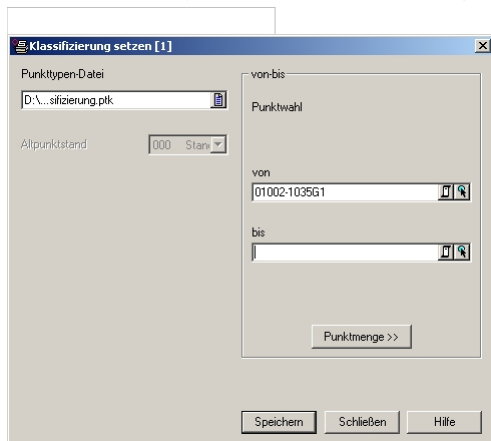 Klassifizierung setzen [1]
Punkttypen-Datei
D:\...sifizierung.ptk
Altpunktstand
000 Stan
von-bis
Punktwahl
von
01002-1035G1
bis
Punktmenge >>
Speichern
Schließen
Hilfe